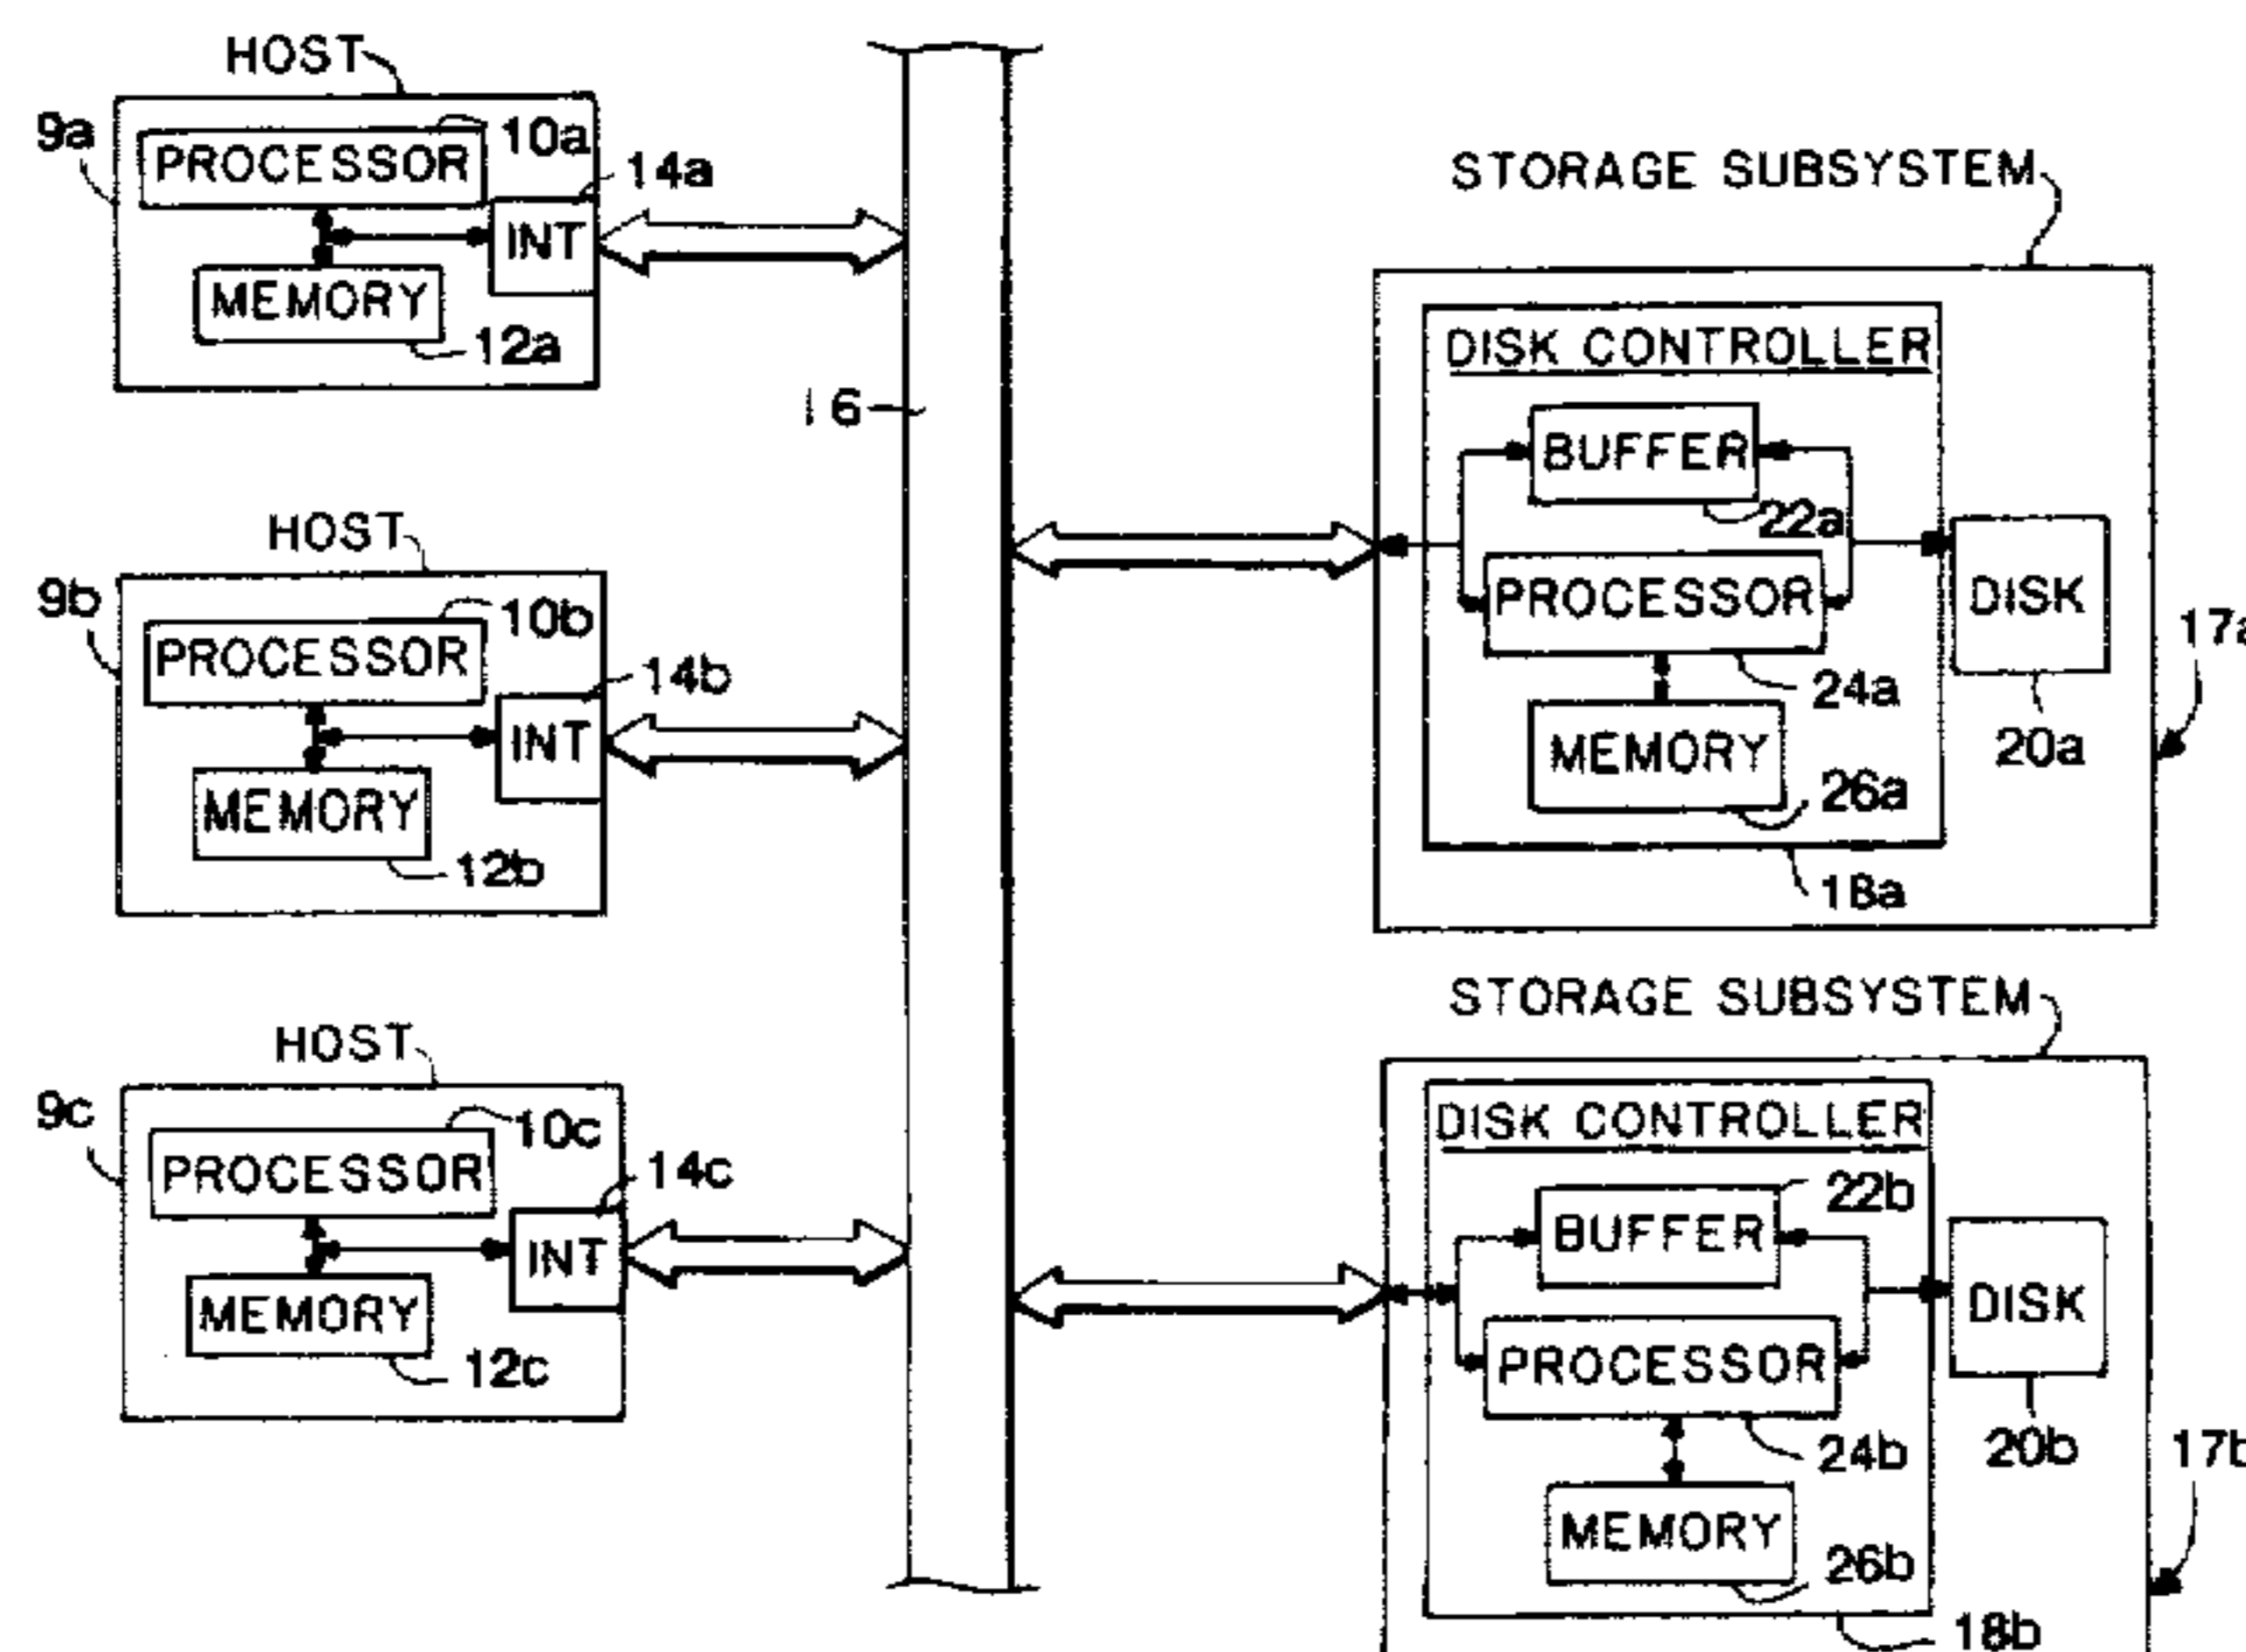 HOST
9a
PROCESSOR
10a
14a
INT
MEMORY
12a
HOST
9b
PROCESSOR
10b
14b
INT
MEMORY
12b
HOST
9c
PROCESSOR
10c
14c
INT
MEMORY
12c
16
STORAGE SUBSYSTEM
DISK CONTROLLER
BUFFER
22a
PROCESSOR
24a
MEMORY
26a
18a
DISK
20a
17a
STORAGE SUBSYSTEM
DISK CONTROLLER
22b
BUFFER
PROCESSOR
24b
MEMORY
26b
18b
DISK
20b
17b